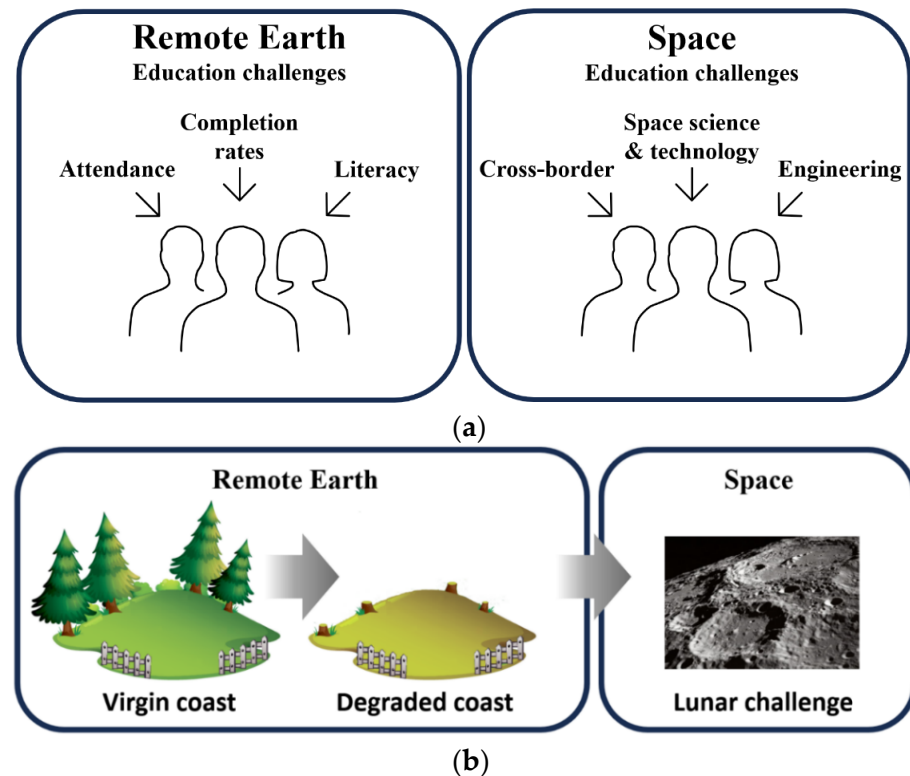 Remote Earth
Education challenges
Completion
rates
Attendance
Literacy
Space
Education challenges
Space science
& technology
Cross-border
Engineering
(a)
Remote Earth
Virgin coast
Degraded coast
Space
Lunar challenge
(b)